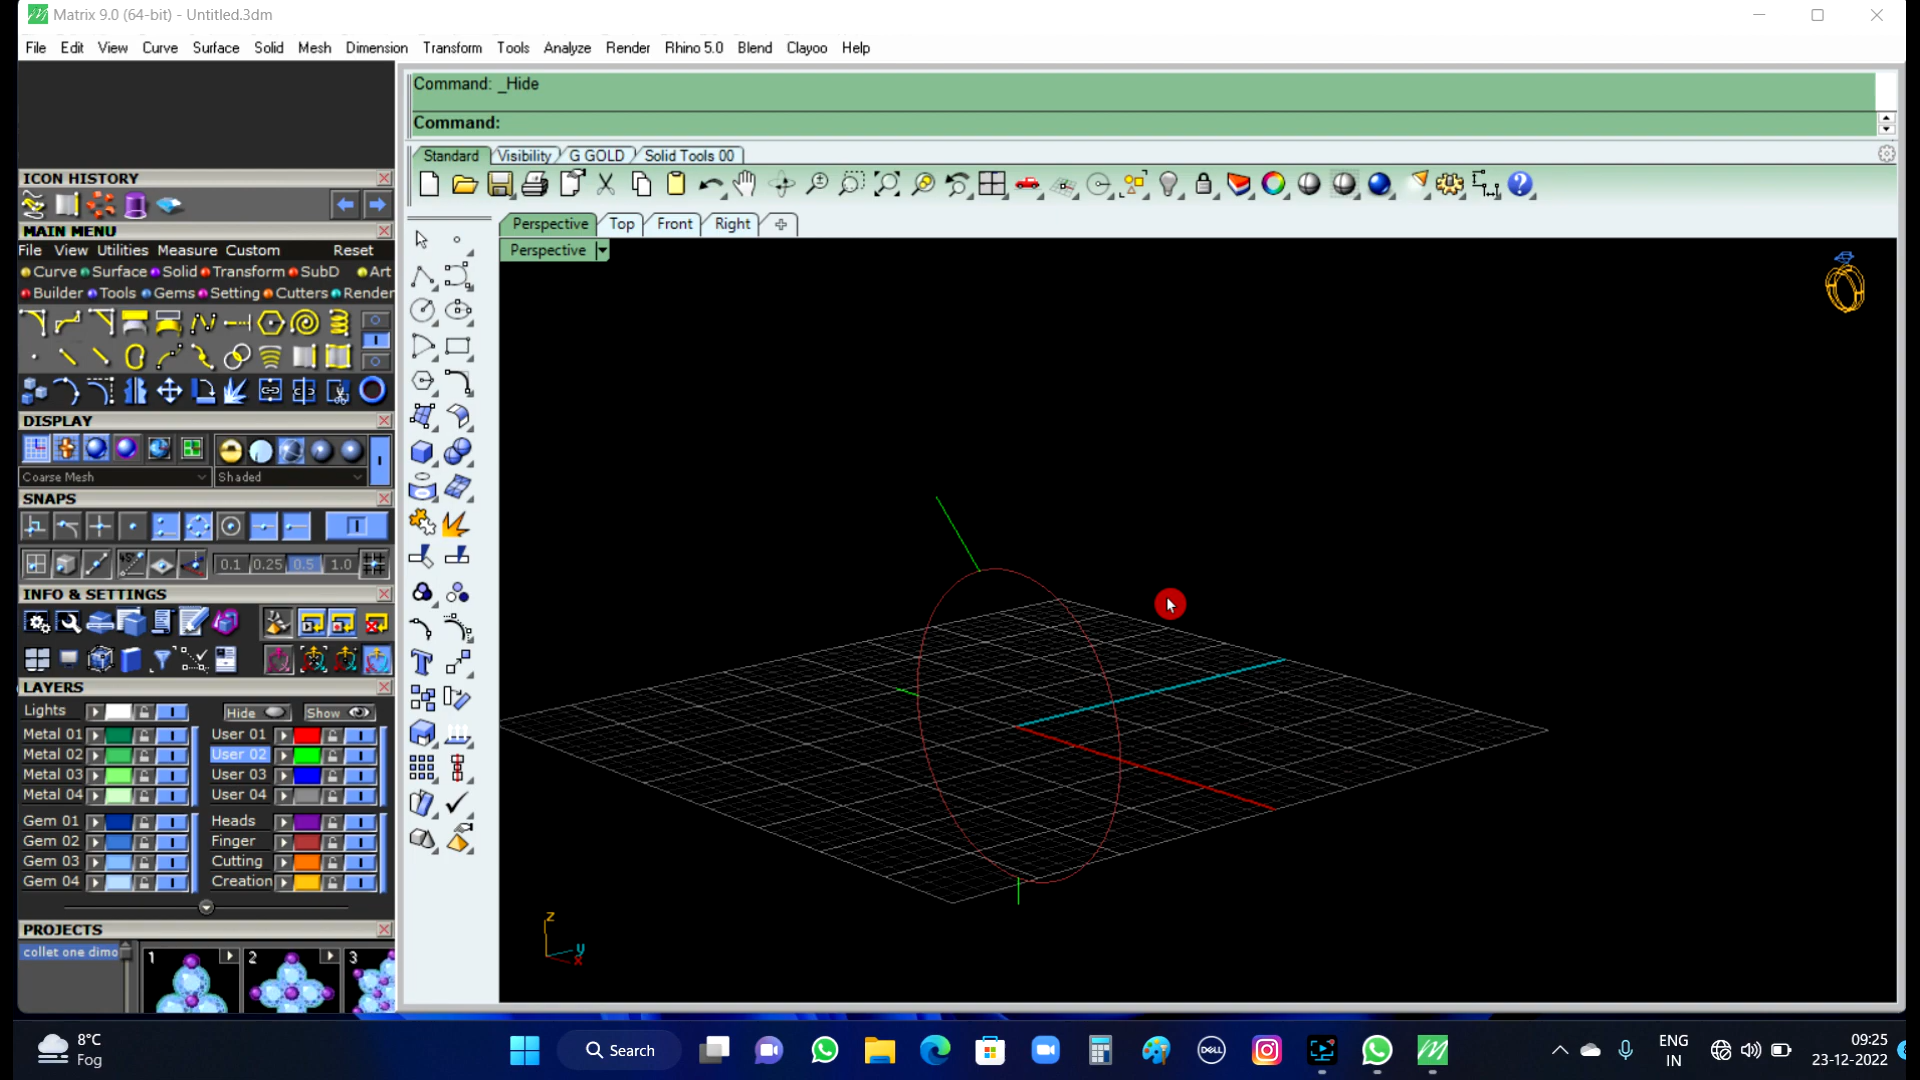 Matrix 9.0 (64-bit) - Untitled.3dm
File Edit View Curve Surface Solid Mesh Dimension Transform Tools Analyze Render Rhino 5.0 Blend Clayoo Help
Command: _Hide
Command:
Standard Visibility G GOLD Solid Tools 00
Perspective Top Front Right
Perspective
ICON HISTORY
MAIN MENU
File View Utilities Measure Custom Reset
Curve Surface Solid Transform SubD Art
Builder Tools Gems Setting Cutters Render
DISPLAY
Coarse Mesh Shaded
SNAPS
0.1 0.25 0.5 1.0
INFO & SETTINGS
LAYERS
Lights Hide Show
Metal 01 User 01
Metal 02 User 02
Metal 03 User 03
Metal 04 User 04
Gem 01 Heads
Gem 02 Finger
Gem 03 Cutting
Gem 04 Creation
PROJECTS
collet one dimo
1 2 3
z
y
x
8°C
Fog
Search
DELL
ENG
IN
09:25
23-12-2022